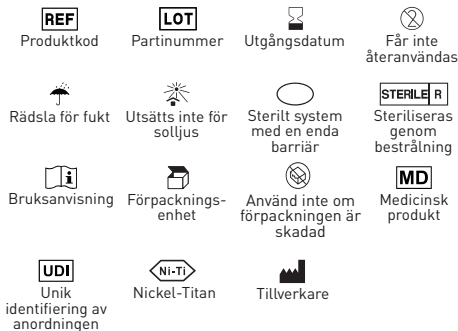 REF
LOT
Produktkod
Partinummer
Utgångsdatum
Får inte
återanvändas
STERILE R
Rädsla för fukt
Utsätts inte för
solljus
Sterilt system
med en enda
barriär
Steriliseras
genom
bestrålning
MD
Bruksanvisning
Förpacknings-
enhet
Använd inte om
förpackningen är
skadad
Medicinsk
produkt
UDI
Ni-Ti
Unik
identifiering av
anordningen
Nickel-Titan
Tillverkare